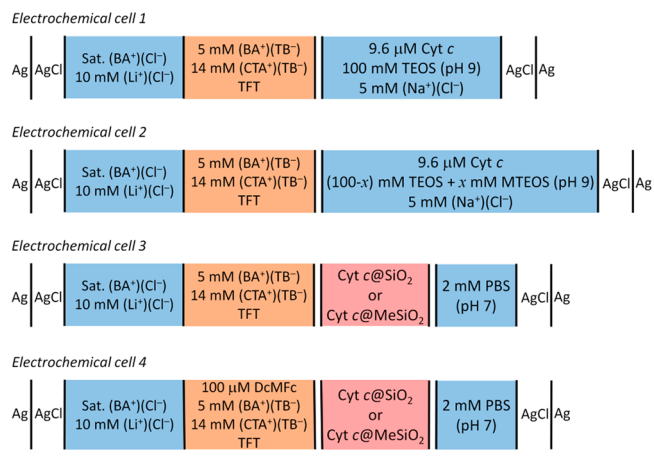 Electrochemical cell 1
Ag AgCl Sat. (BA⁺)(Cl⁻) 5 mM (BA⁺)(TB⁻) 9.6 μM Cyt c AgCl Ag
10 mM (Li⁺)(Cl⁻) 14 mM (CTA⁺)(TB⁻) 100 mM TEOS (pH 9)
TFT 5 mM (Na⁺)(Cl⁻)
Electrochemical cell 2
Ag AgCl Sat. (BA⁺)(Cl⁻) 5 mM (BA⁺)(TB⁻) 9.6 μM Cyt c AgCl Ag
10 mM (Li⁺)(Cl⁻) 14 mM (CTA⁺)(TB⁻) (100-x) mM TEOS + x mM MTEOS (pH 9)
TFT 5 mM (Na⁺)(Cl⁻)
Electrochemical cell 3
Ag AgCl Sat. (BA⁺)(Cl⁻) 5 mM (BA⁺)(TB⁻) Cyt c@SiO₂ 2 mM PBS AgCl Ag
10 mM (Li⁺)(Cl⁻) 14 mM (CTA⁺)(TB⁻) or (pH 7)
TFT Cyt c@MeSiO₂
Electrochemical cell 4
100 μM DcMFc
Ag AgCl Sat. (BA⁺)(Cl⁻) 5 mM (BA⁺)(TB⁻) Cyt c@SiO₂ 2 mM PBS AgCl Ag
10 mM (Li⁺)(Cl⁻) 14 mM (CTA⁺)(TB⁻) or (pH 7)
TFT Cyt c@MeSiO₂